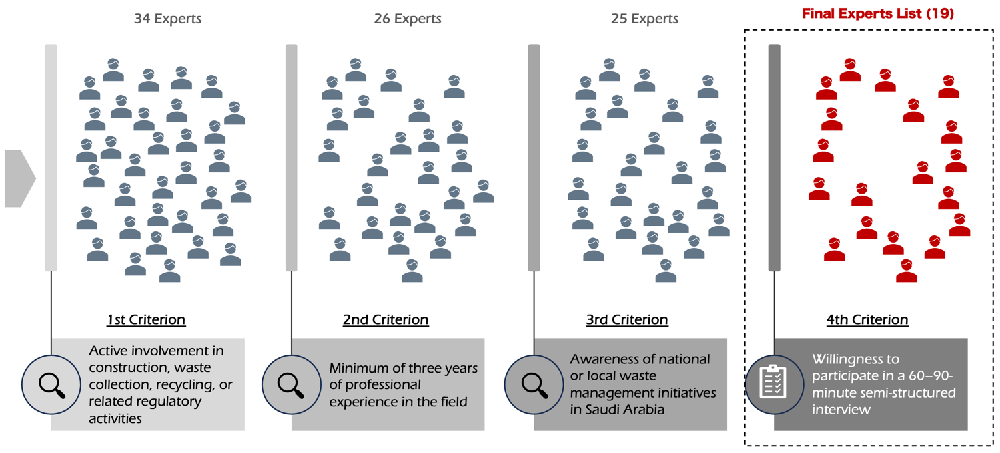 34 Experts
26 Experts
25 Experts
Final Experts List (19)
1st Criterion
Active involvement in
construction, waste
collection, recycling, or
related regulatory
activities
2nd Criterion
Minimum of three years
of professional
experience in the field
3rd Criterion
Awareness of national
or local waste
management initiatives
in Saudi Arabia
4th Criterion
Willingness to
participate in a 60–90-
minute semi-structured
interview